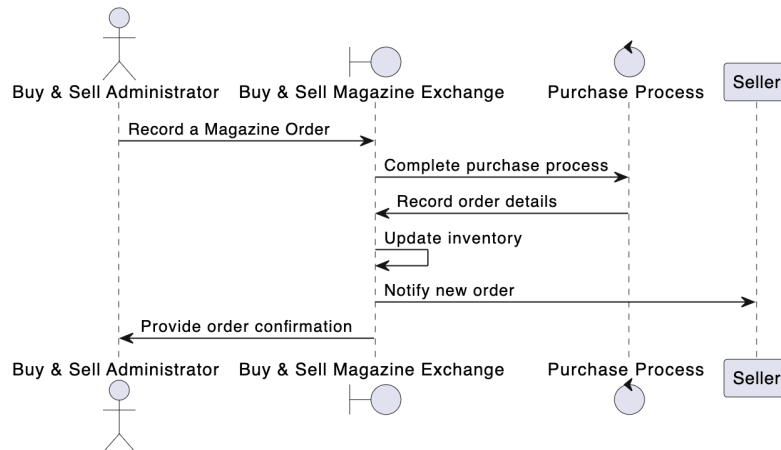 Buy & Sell Administrator
Buy & Sell Magazine Exchange
Purchase Process
Seller
Record a Magazine Order
Complete purchase process
Record order details
Update inventory
Notify new order
Provide order confirmation
Buy & Sell Administrator
Buy & Sell Magazine Exchange
Purchase Process
Seller